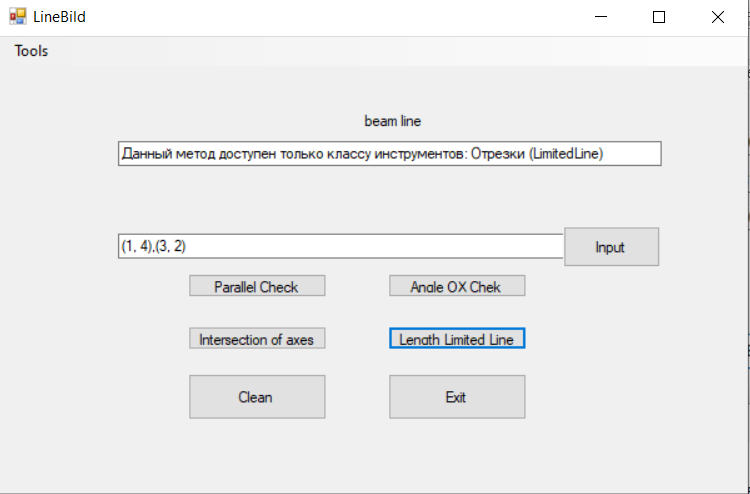 LineBild
Tools
beam line
Данный метод доступен только классу инструментов: Отрезки (LimitedLine)
(1, 4),(3, 2)
Input
Parallel Check
Angle OX Chek
Intersection of axes
Length Limited Line
Clean
Exit